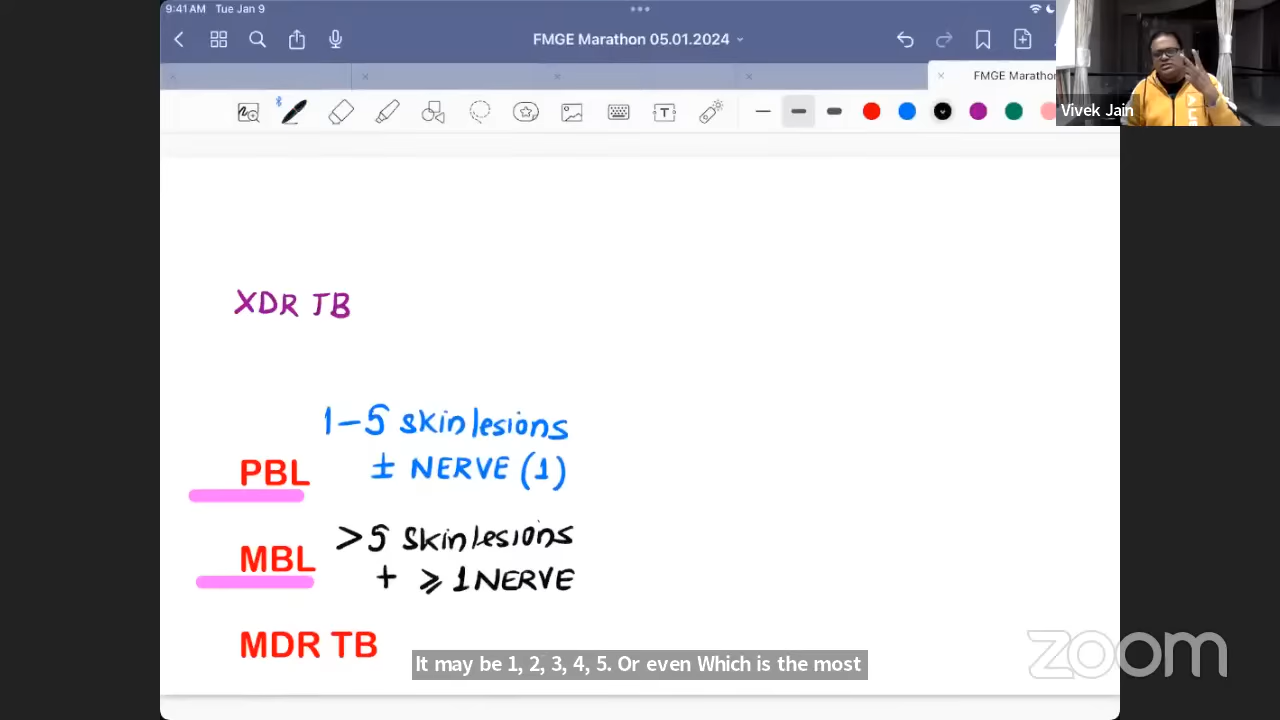 9:41 AM Tue Jan 9
FMGE Marathon 05.01.2024
FMGE Marathon
T
Vivek Jain
XDR TB
1-5 skin lesions
PBL ± NERVE (1)
>5 skin lesions
MBL + ⩾ 1 NERVE
MDR TB
It may be 1, 2, 3, 4, 5. Or even Which is the most
zoom